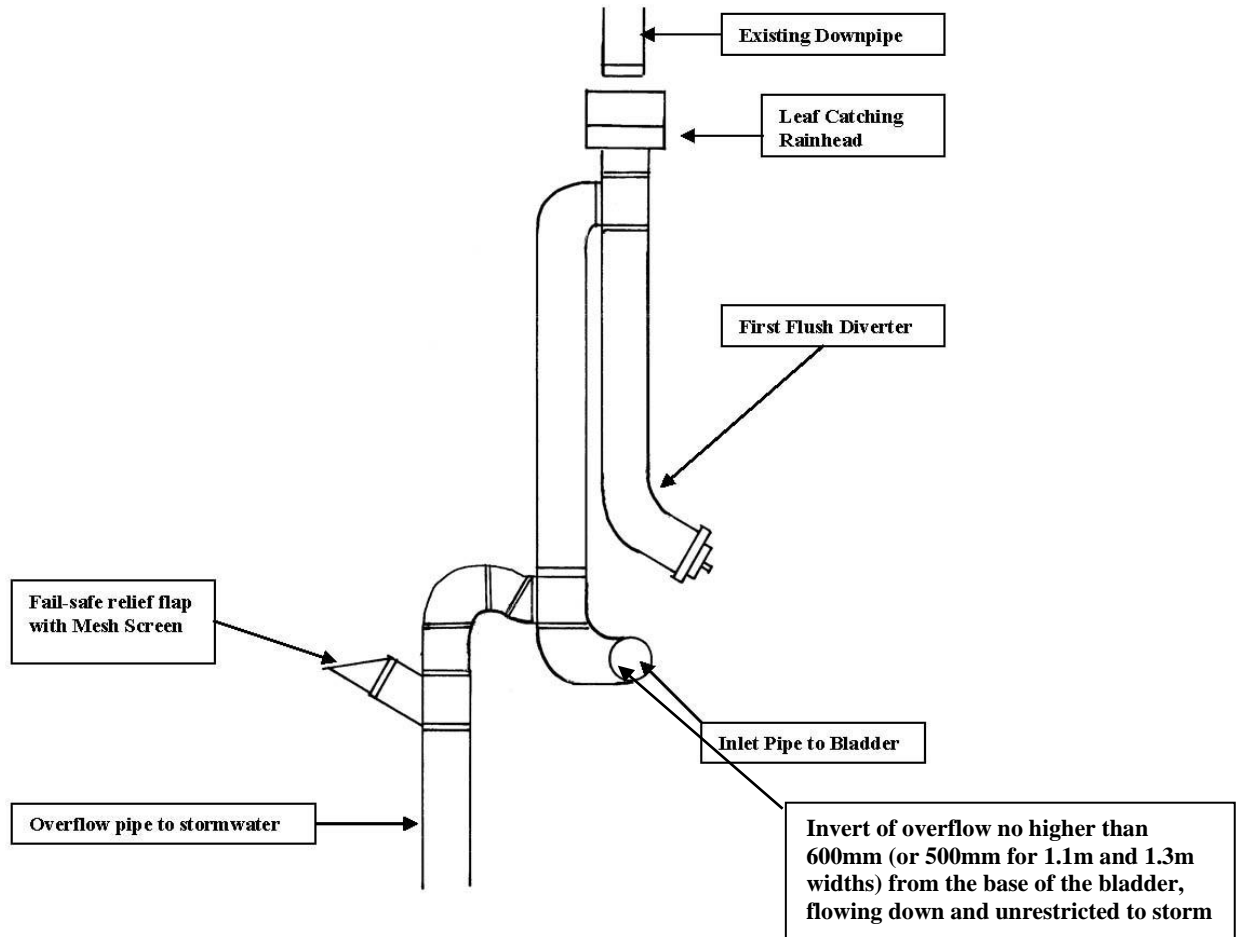 Existing Downpipe
Leaf Catching
Rainhead
First Flush Diverter
Fail-safe relief flap
with Mesh Screen
Inlet Pipe to Bladder
Overflow pipe to stormwater
Invert of overflow no higher than
600mm (or 500mm for 1.1m and 1.3m
widths) from the base of the bladder,
flowing down and unrestricted to storm